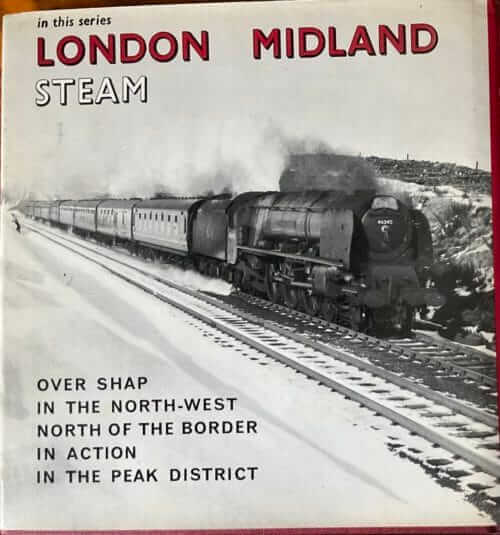 in this series
LONDON MIDLAND
STEAM
OVER SHAP
IN THE NORTH-WEST
NORTH OF THE BORDER
IN ACTION
IN THE PEAK DISTRICT